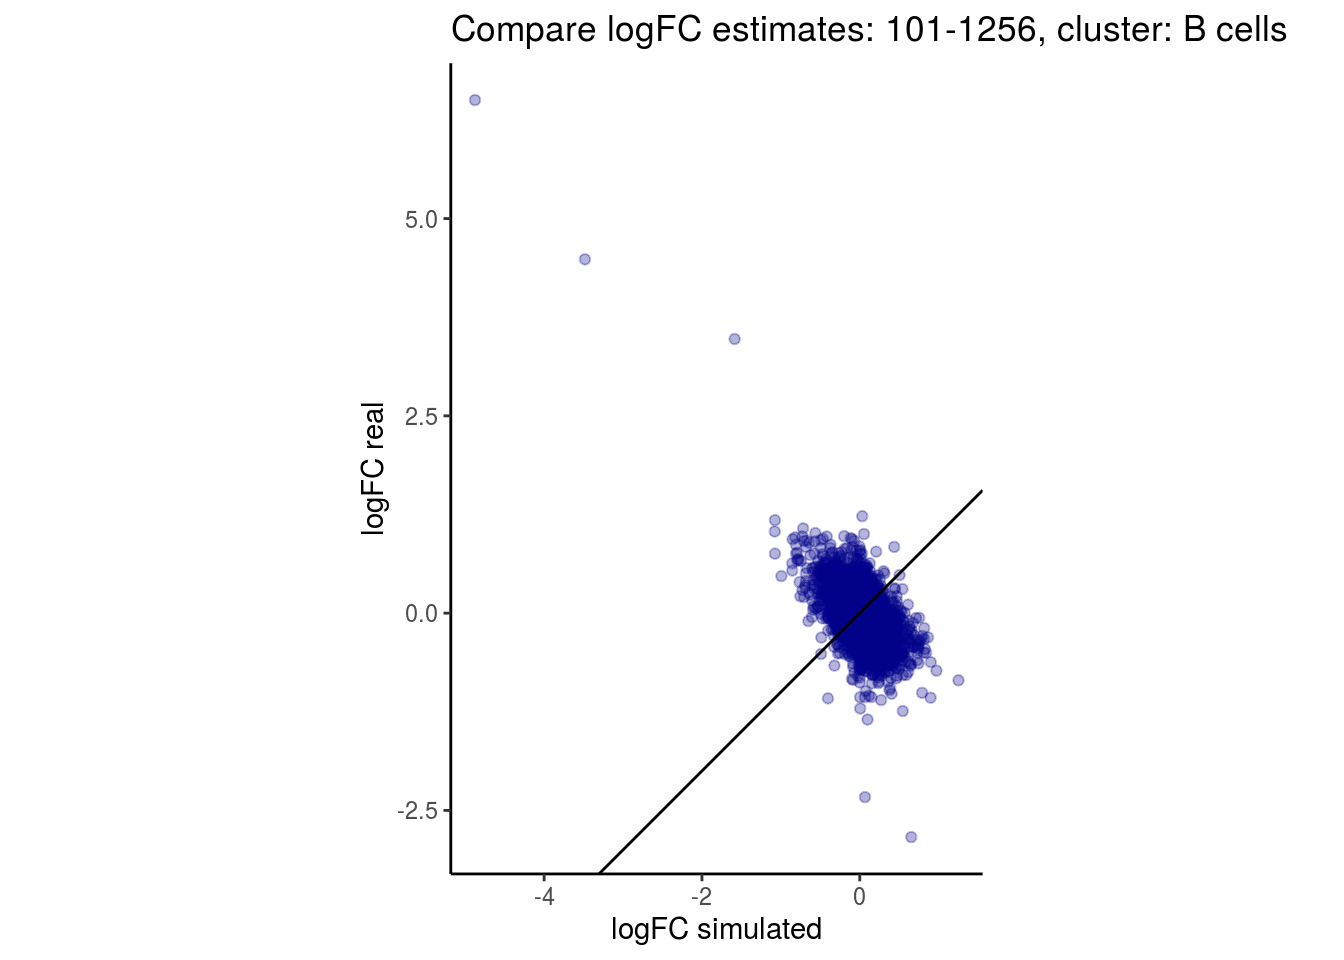 Compare logFC estimates: 101-1256, cluster: B cells
5.0
2.5
0.0
-2.5
logFC real
-4
-2
0
logFC simulated